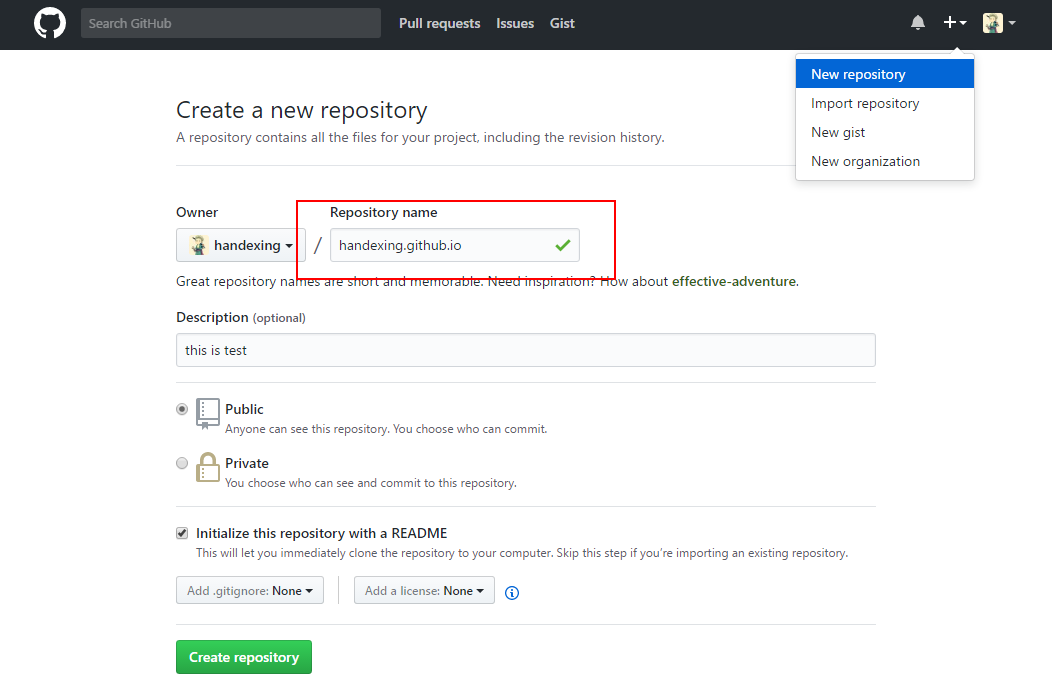 Search GitHub Pull requests Issues Gist
New repository
Import repository
New gist
New organization
Create a new repository
A repository contains all the files for your project, including the revision history.
Owner Repository name
handexing / handexing.github.io
Great repository names are short and memorable. Need inspiration? How about effective-adventure.
Description (optional)
this is test
Public
Anyone can see this repository. You choose who can commit.
Private
You choose who can see and commit to this repository.
Initialize this repository with a README
This will let you immediately clone the repository to your computer. Skip this step if you’re importing an existing repository.
Add .gitignore: None Add a license: None
Create repository